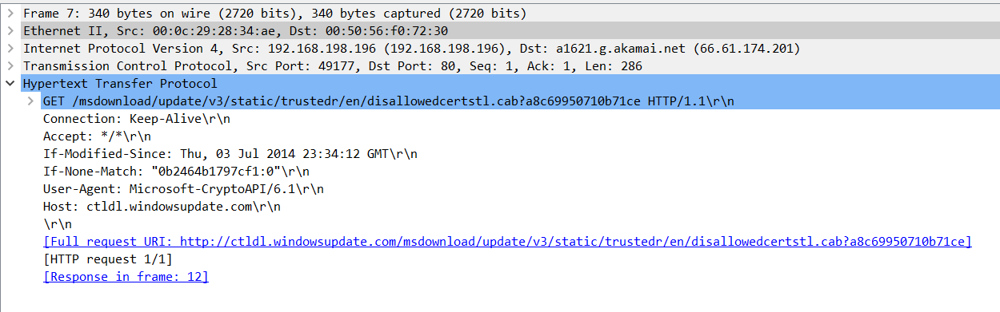 Frame 7: 340 bytes on wire (2720 bits), 340 bytes captured (2720 bits)
Ethernet II, Src: 00:0c:29:28:34:ae, Dst: 00:50:56:f0:72:30
Internet Protocol Version 4, Src: 192.168.198.196 (192.168.198.196), Dst: a1621.g.akamai.net (66.61.174.201)
Transmission Control Protocol, Src Port: 49177, Dst Port: 80, Seq: 1, Ack: 1, Len: 286
Hypertext Transfer Protocol
GET /msdownload/update/v3/static/trustedr/en/disallowedcertstl.cab?a8c69950710b71ce HTTP/1.1\r\n
Connection: Keep-Alive\r\n
Accept: */*\r\n
If-Modified-Since: Thu, 03 Jul 2014 23:34:12 GMT\r\n
If-None-Match: "0b2464b1797cf1:0"\r\n
User-Agent: Microsoft-CryptoAPI/6.1\r\n
Host: ctldl.windowsupdate.com\r\n
\r\n
[Full request URI: http://ctldl.windowsupdate.com/msdownload/update/v3/static/trustedr/en/disallowedcertstl.cab?a8c69950710b71ce]
[HTTP request 1/1]
[Response in frame: 12]